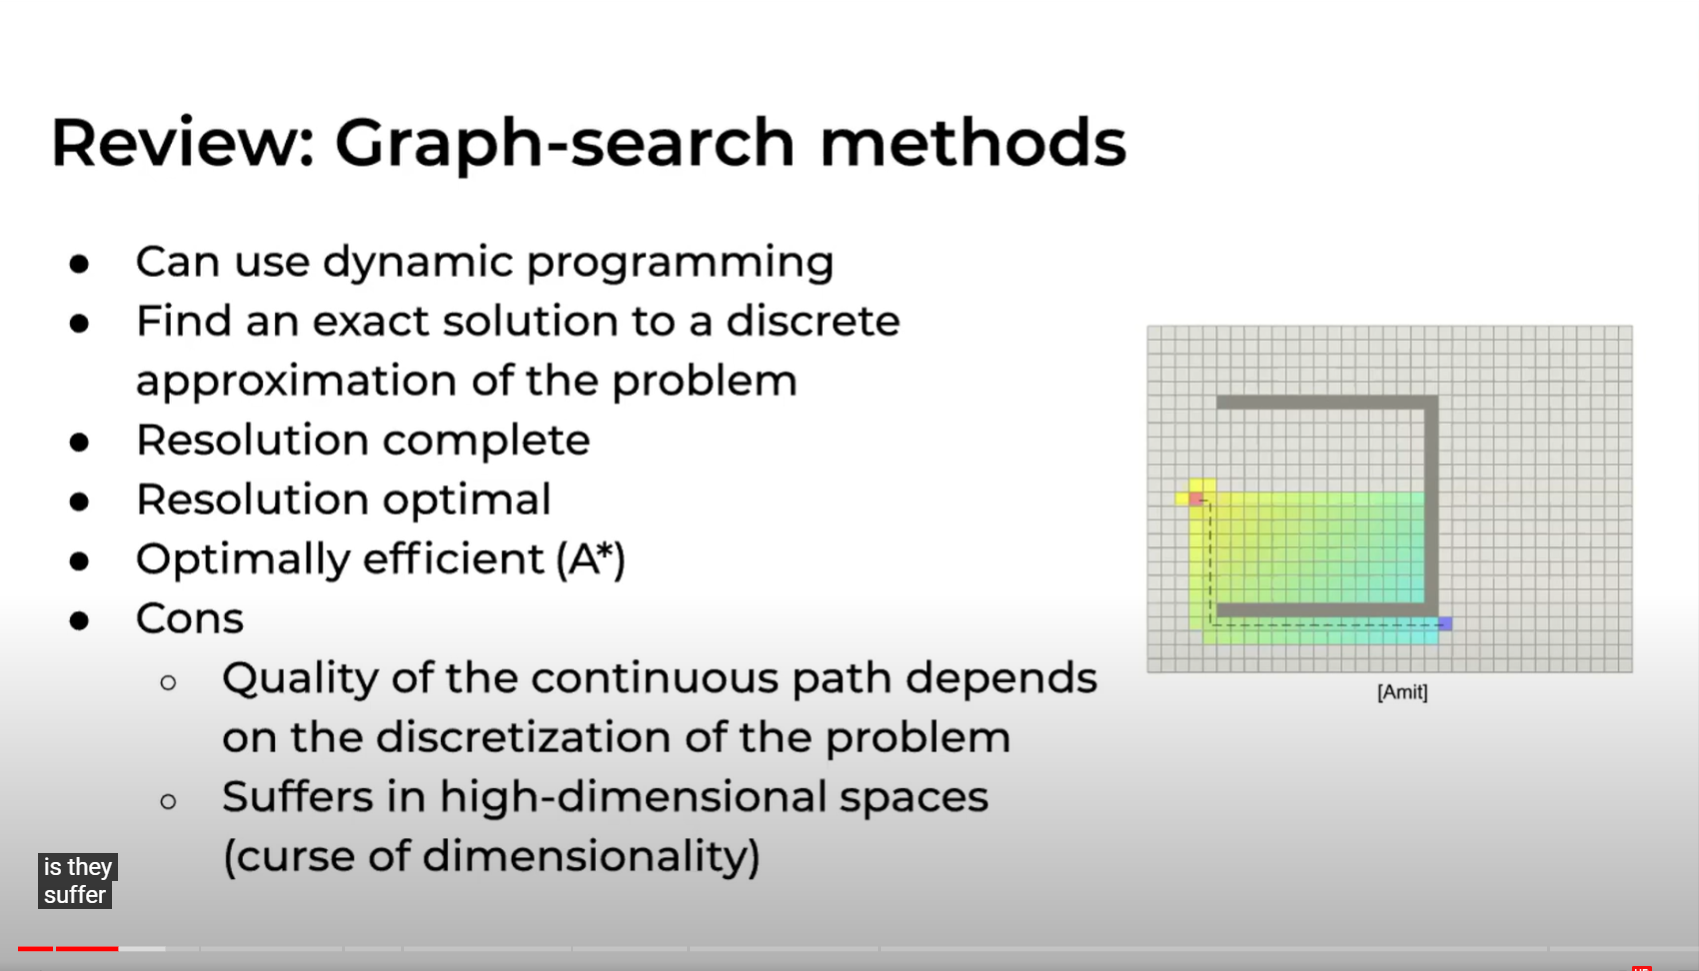 Review: Graph-search methods
● Can use dynamic programming
● Find an exact solution to a discrete
approximation of the problem
● Resolution complete
● Resolution optimal
● Optimally efficient (A*)
● Cons
○ Quality of the continuous path depends
on the discretization of the problem
○ Suffers in high-dimensional spaces
(curse of dimensionality)
[Amit]
is they
suffer